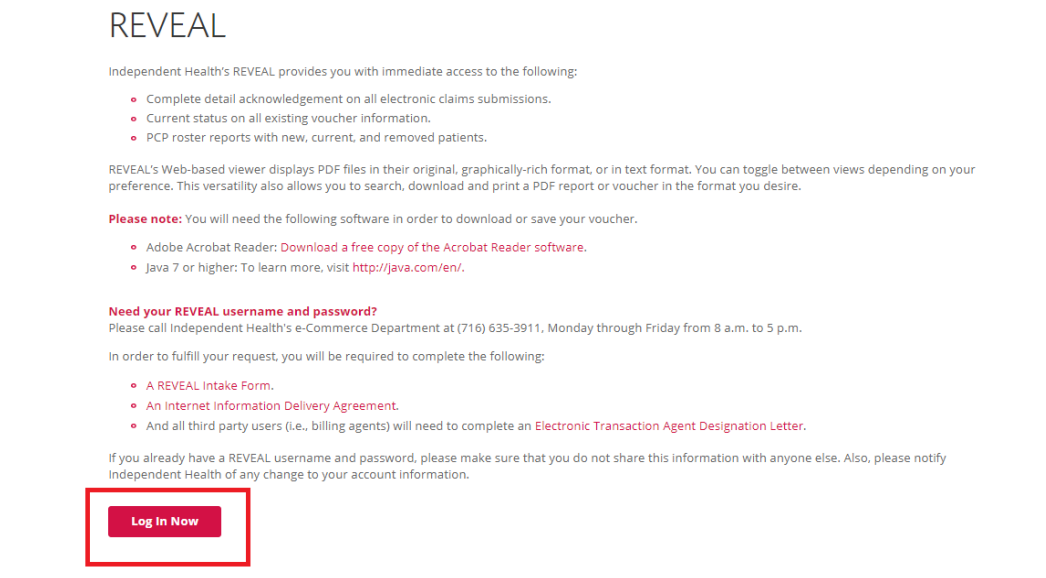 REVEAL
Independent Health's REVEAL provides you with immediate access to the following:
Complete detail acknowledgement on all electronic claims submissions.
Current status on all existing voucher information.
PCP roster reports with new, current, and removed patients.
REVEAL's Web-based viewer displays PDF files in their original, graphically-rich format, or in text format. You can toggle between views depending on your
preference. This versatility also allows you to search, download and print a PDF report or voucher in the format you desire.
Please note: You will need the following software in order to download or save your voucher.
Adobe Acrobat Reader: Download a free copy of the Acrobat Reader software.
Java 7 or higher: To learn more, visit http://java.com/en/.
Need your REVEAL username and password?
Please call Independent Health's e-Commerce Department at (716) 635-3911, Monday through Friday from 8 a.m. to 5 p.m.
In order to fulfill your request, you will be required to complete the following:
A REVEAL Intake Form.
An Internet Information Delivery Agreement.
And all third party users (i.e., billing agents) will need to complete an Electronic Transaction Agent Designation Letter.
If you already have a REVEAL username and password, please make sure that you do not share this information with anyone else. Also, please notify
Independent Health of any change to your account information.
Log In Now